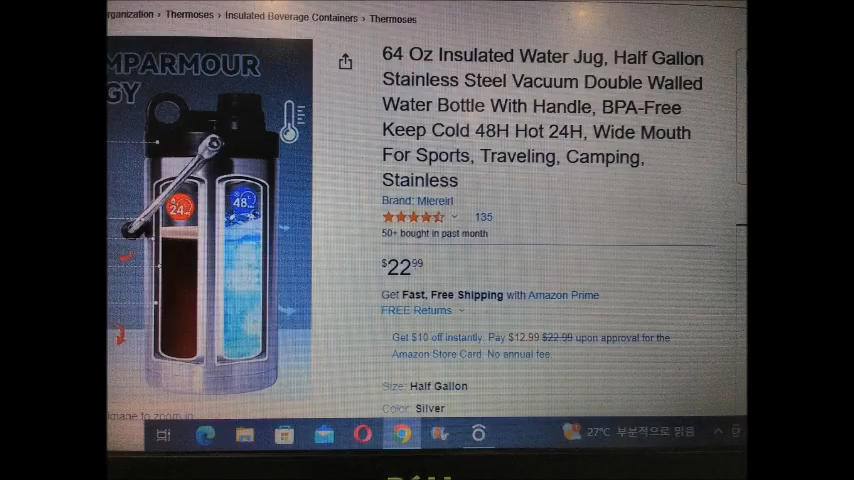 rganization › Thermoses › Insulated Beverage Containers › Thermoses
MPARMOUR
GY
24
48
64 Oz Insulated Water Jug, Half Gallon
Stainless Steel Vacuum Double Walled
Water Bottle With Handle, BPA-Free
Keep Cold 48H Hot 24H, Wide Mouth
For Sports, Traveling, Camping,
Stainless
Brand: Miereirl
135
50+ bought in past month
$22.99
Get Fast, Free Shipping with Amazon Prime
FREE Returns
Get $10 off instantly. Pay $12.99 $22.99 upon approval for the
Amazon Store Card. No annual fee.
Size: Half Gallon
Color: Silver
image to zoom in
27°C 부분적으로 맑음